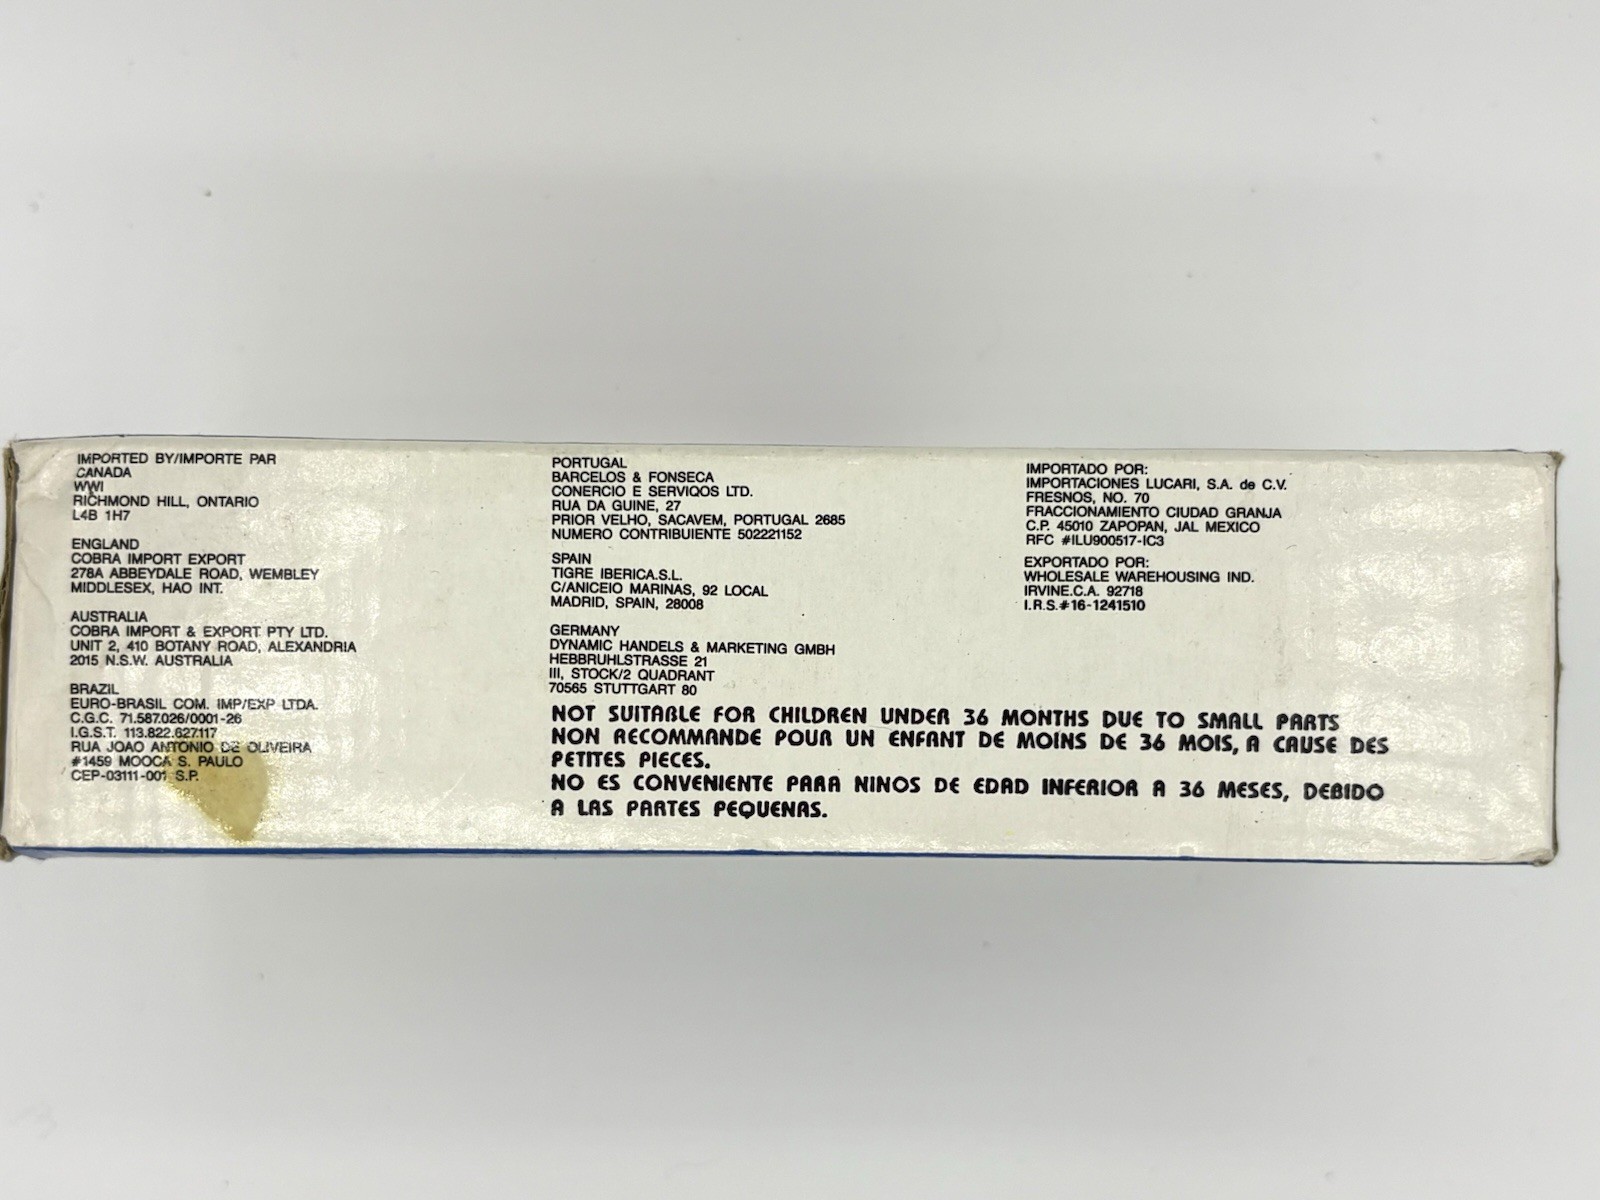 IMPORTED BY/IMPORTE PAR
CANADA
WWI
RICHMOND HILL, ONTARIO
L4B 1H7
ENGLAND
COBRA IMPORT EXPORT
278A ABBEYDALE ROAD, WEMBLEY
MIDDLESEX, HAO INT.
AUSTRALIA
COBRA IMPORT & EXPORT PTY LTD.
UNIT 2, 410 BOTANY ROAD, ALEXANDRIA
2015 N.S.W. AUSTRALIA
BRAZIL
EURO-BRASIL COM. IMP/EXP LTDA.
C.G.C. 71.587.026/0001-26
I.G.S.T. 113.822.627.117
RUA JOAO ANTONIO DE OLIVEIRA
#1459 MOOCA S. PAULO
CEP-03111-001 S.P.
PORTUGAL
BARCELOS & FONSECA
CONERCIO E SERVIQOS LTD.
RUA DA GUINE, 27
PRIOR VELHO, SACAVEM, PORTUGAL 2685
NUMERO CONTRIBUIENTE 502221152
SPAIN
TIGRE IBERICA.S.L.
C/ANICEIO MARINAS, 92 LOCAL
MADRID, SPAIN, 28008
GERMANY
DYNAMIC HANDELS & MARKETING GMBH
HEBBRUHLSTRASSE 21
III, STOCK/2 QUADRANT
70565 STUTTGART 80
IMPORTADO POR:
IMPORTACIONES LUCARI, S.A. de C.V.
FRESNOS, NO. 70
FRACCIONAMIENTO CIUDAD GRANJA
C.P. 45010 ZAPOPAN, JAL MEXICO
RFC #ILU900517-IC3
EXPORTADO POR:
WHOLESALE WAREHOUSING IND.
IRVINE.C.A. 92718
I.R.S.#16-1241510
NOT SUITABLE FOR CHILDREN UNDER 36 MONTHS DUE TO SMALL PARTS
NON RECOMMANDE POUR UN ENFANT DE MOINS DE 36 MOIS, A CAUSE DES
PETITES PIECES.
NO ES CONVENIENTE PARA NINOS DE EDAD INFERIOR A 36 MESES, DEBIDO
A LAS PARTES PEQUENAS.